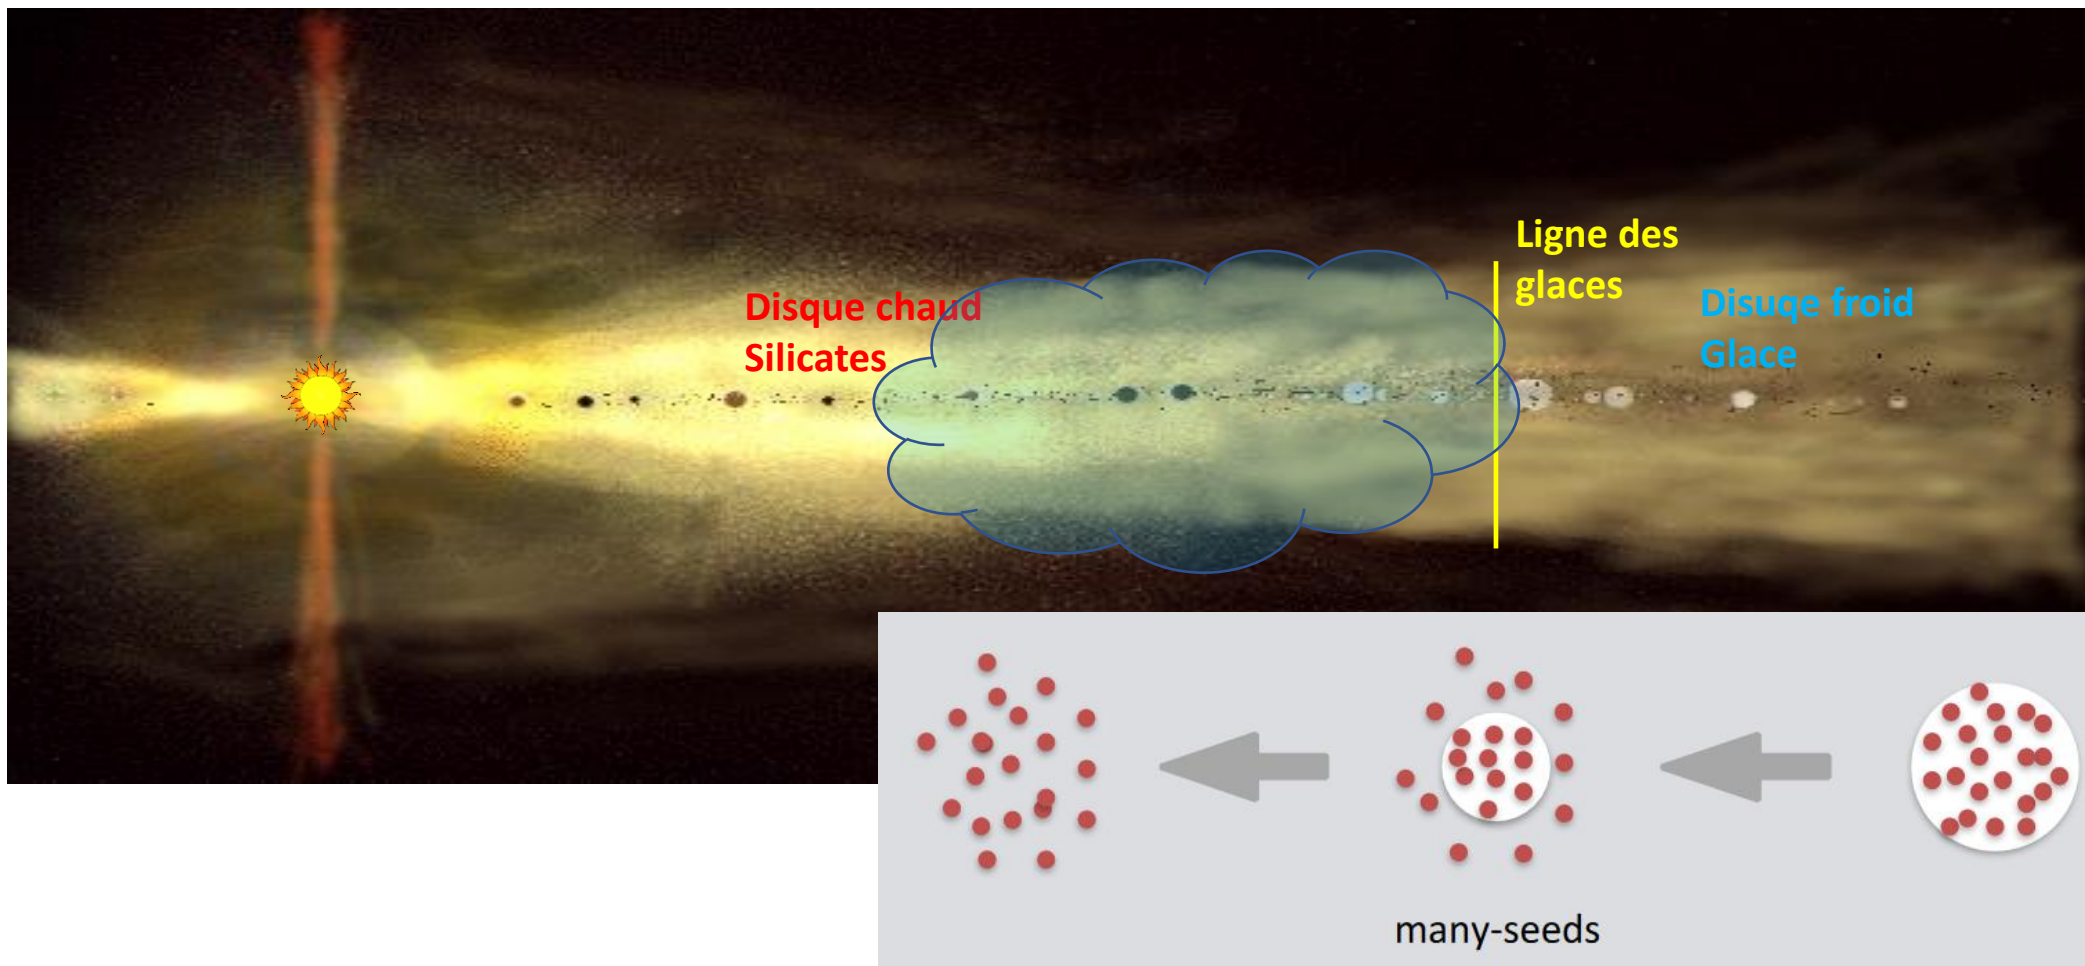 Disque chaud
Silicates
Ligne des
glaces
Disuqe froid
Glace
many-seeds